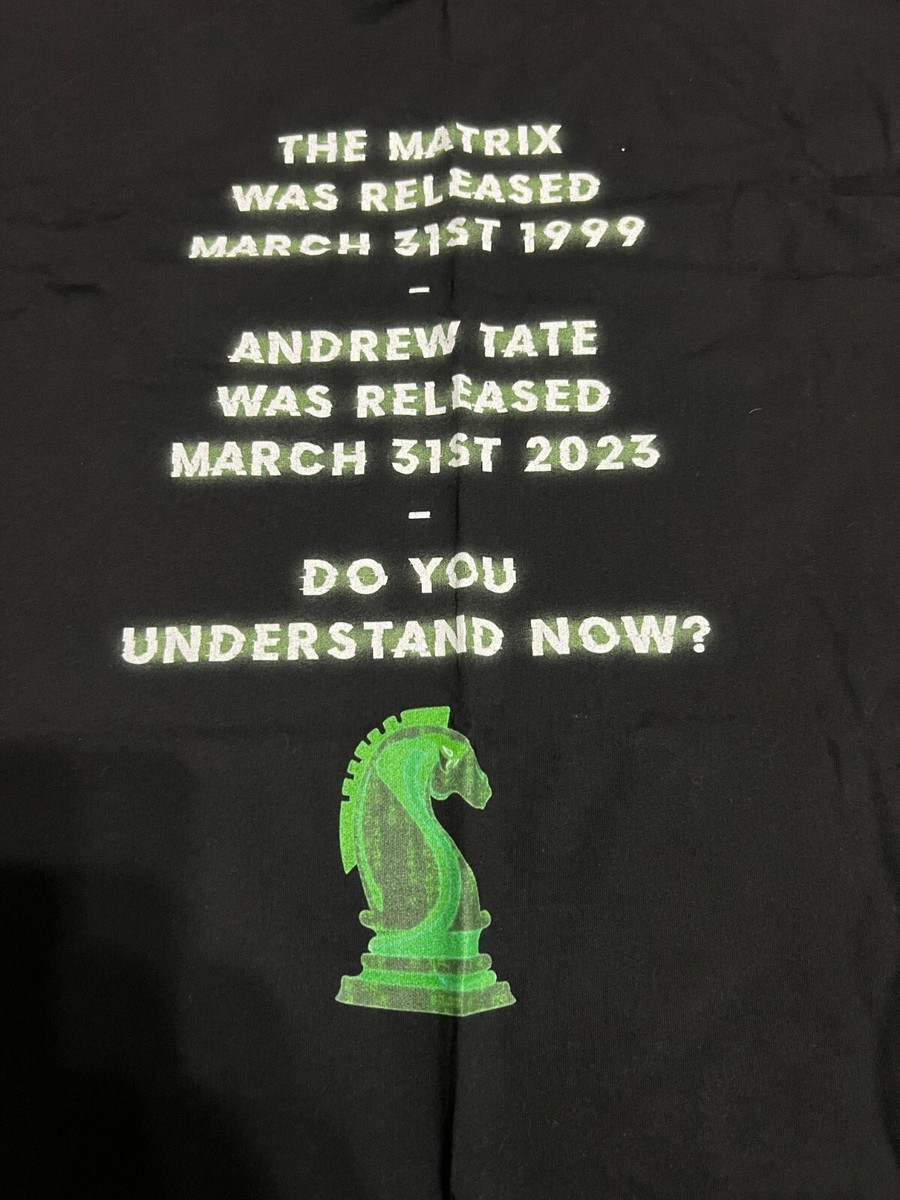 THE MATRIX
WAS RELEASED
MARCH 31ST 1999
–
ANDREW TATE
WAS RELEASED
MARCH 31ST 2023
–
DO YOU
UNDERSTAND NOW?